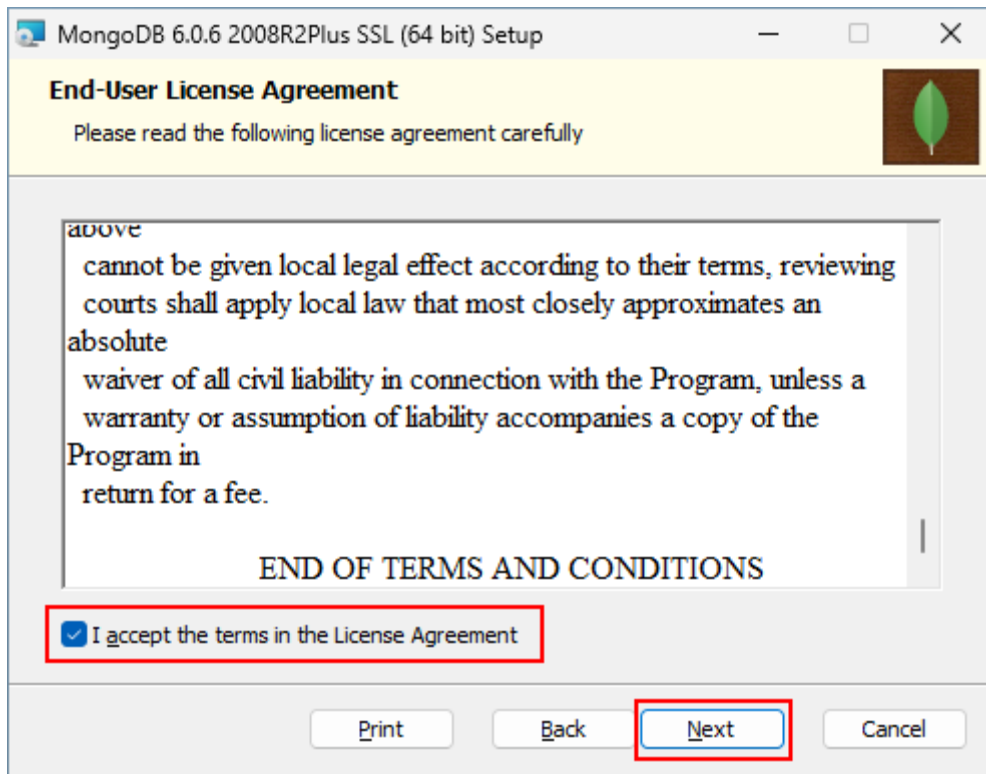 MongoDB 6.0.6 2008R2Plus SSL (64 bit) Setup
End-User License Agreement
Please read the following license agreement carefully
above
cannot be given local legal effect according to their terms, reviewing
courts shall apply local law that most closely approximates an
absolute
waiver of all civil liability in connection with the Program, unless a
warranty or assumption of liability accompanies a copy of the
Program in
return for a fee.
END OF TERMS AND CONDITIONS
I accept the terms in the License Agreement
Print Back Next Cancel